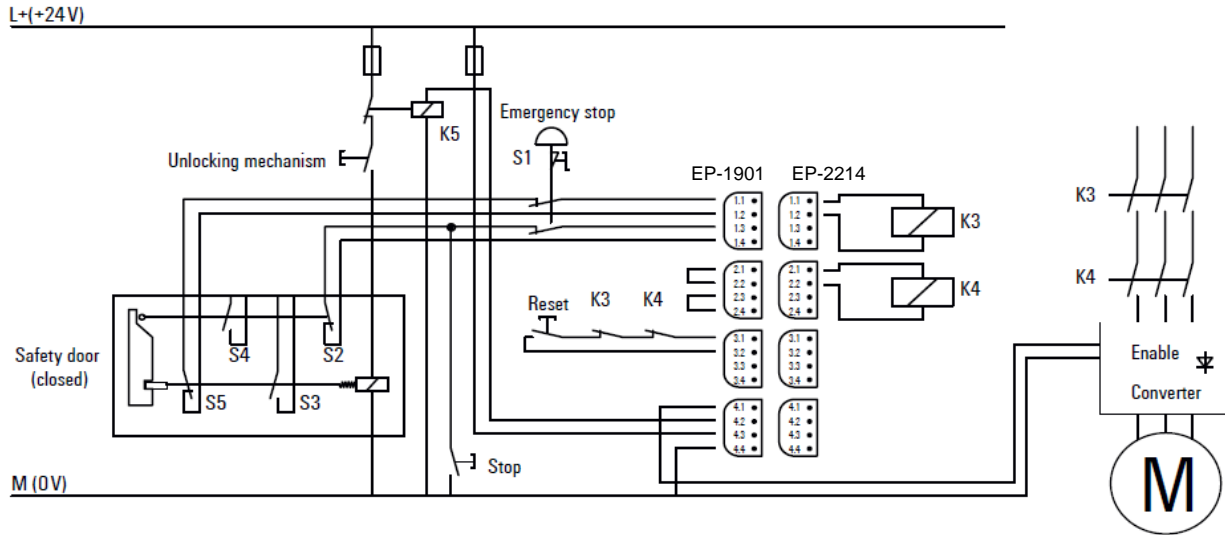 L+(+24V)
Emergency stop
K5
Unlocking mechanism
S1
EP-1901
EP-2214
1.1
1.2
1.3
1.4
1.1
1.2
1.3
1.4
K3
K3
2.1
2.2
2.3
2.4
2.1
2.2
2.3
2.4
K4
K4
Reset
K3
K4
3.1
3.2
3.3
3.4
3.1
3.2
3.3
3.4
Safety door
(closed)
S4
S2
S5
S3
Enable
Converter
4.1
4.2
4.3
4.4
4.1
4.2
4.3
4.4
Stop
M (0V)
M